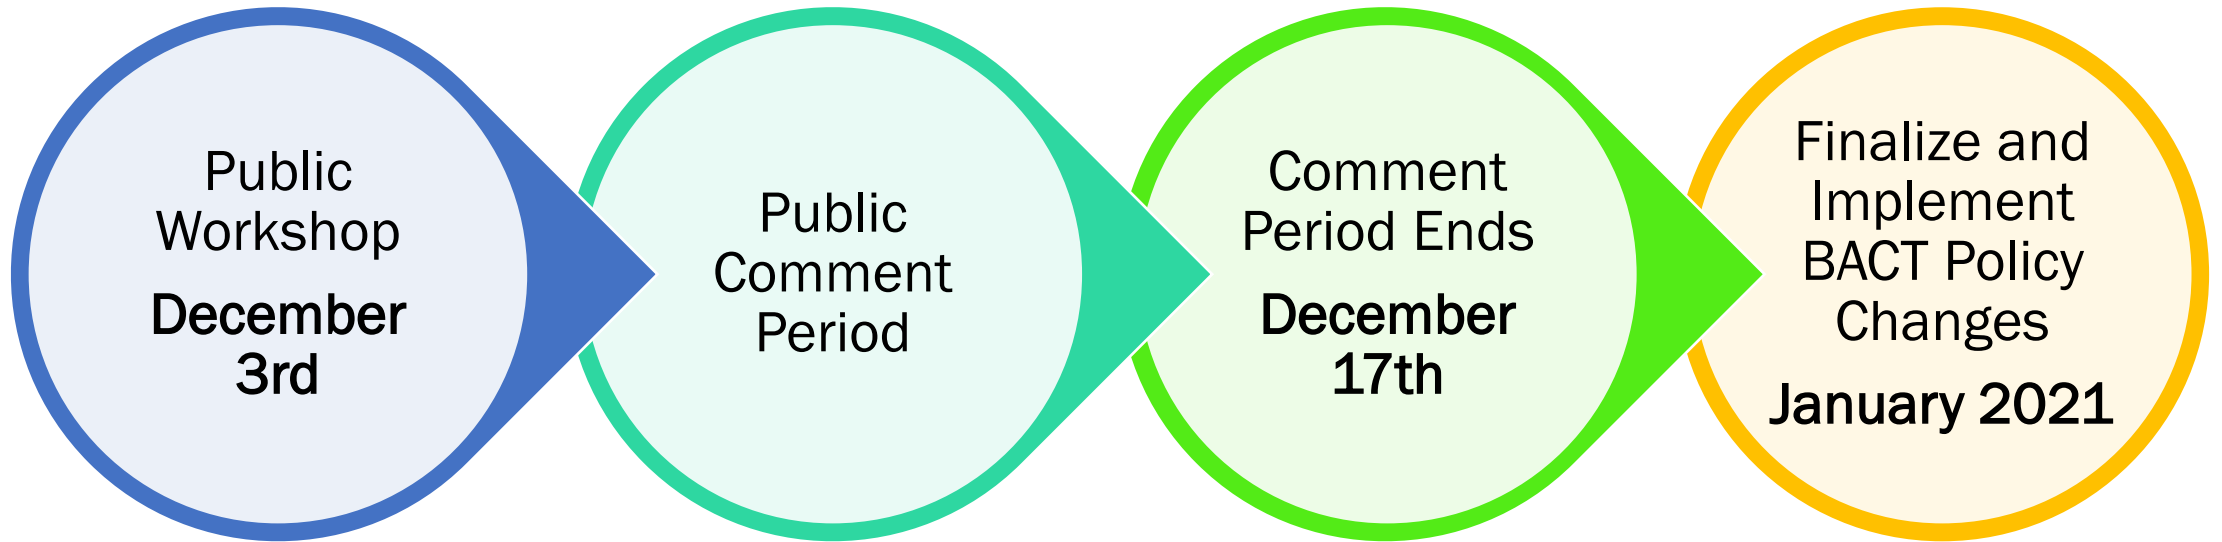 Public
Workshop
December
3rd
Public
Comment
Period
Comment
Period Ends
December
17th
Finalize and
Implement
BACT Policy
Changes
January 2021